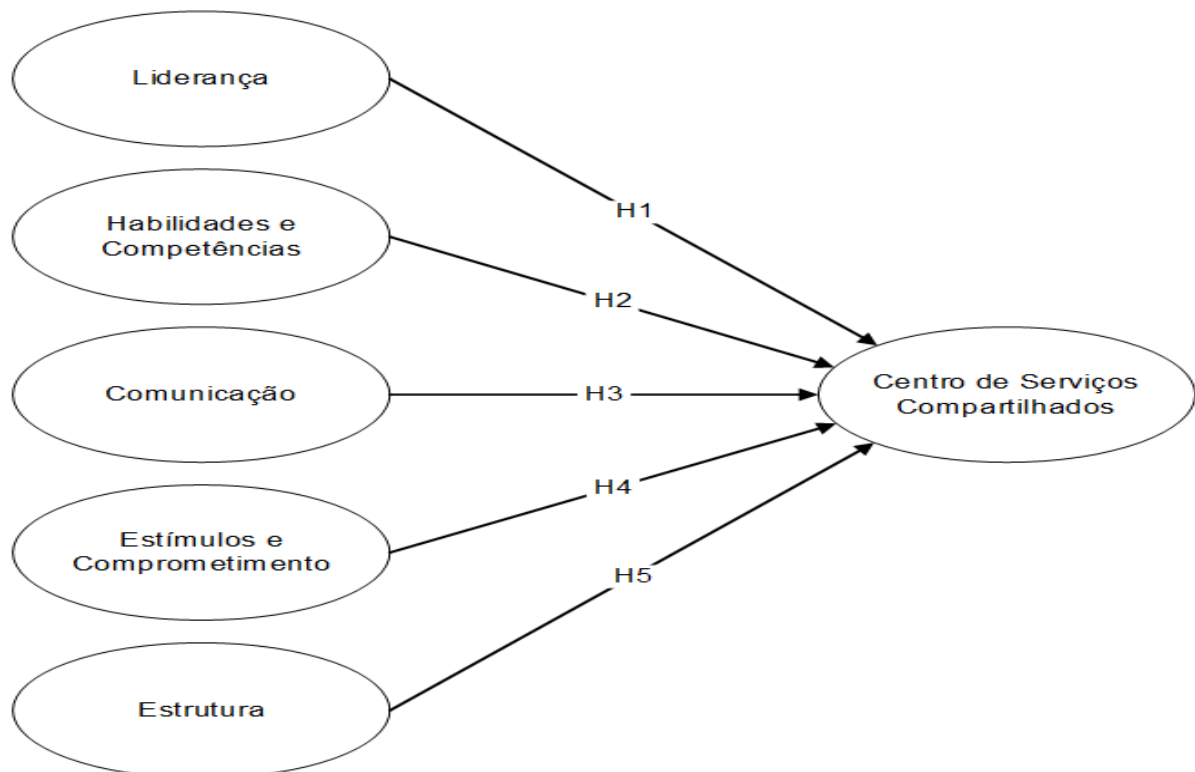 Liderança
H1
Habilidades e
Competências
H2
Comunicação
H3
Centro de Serviços
Compartilhados
H4
Estímulos e
Comprometimento
H5
Estrutura